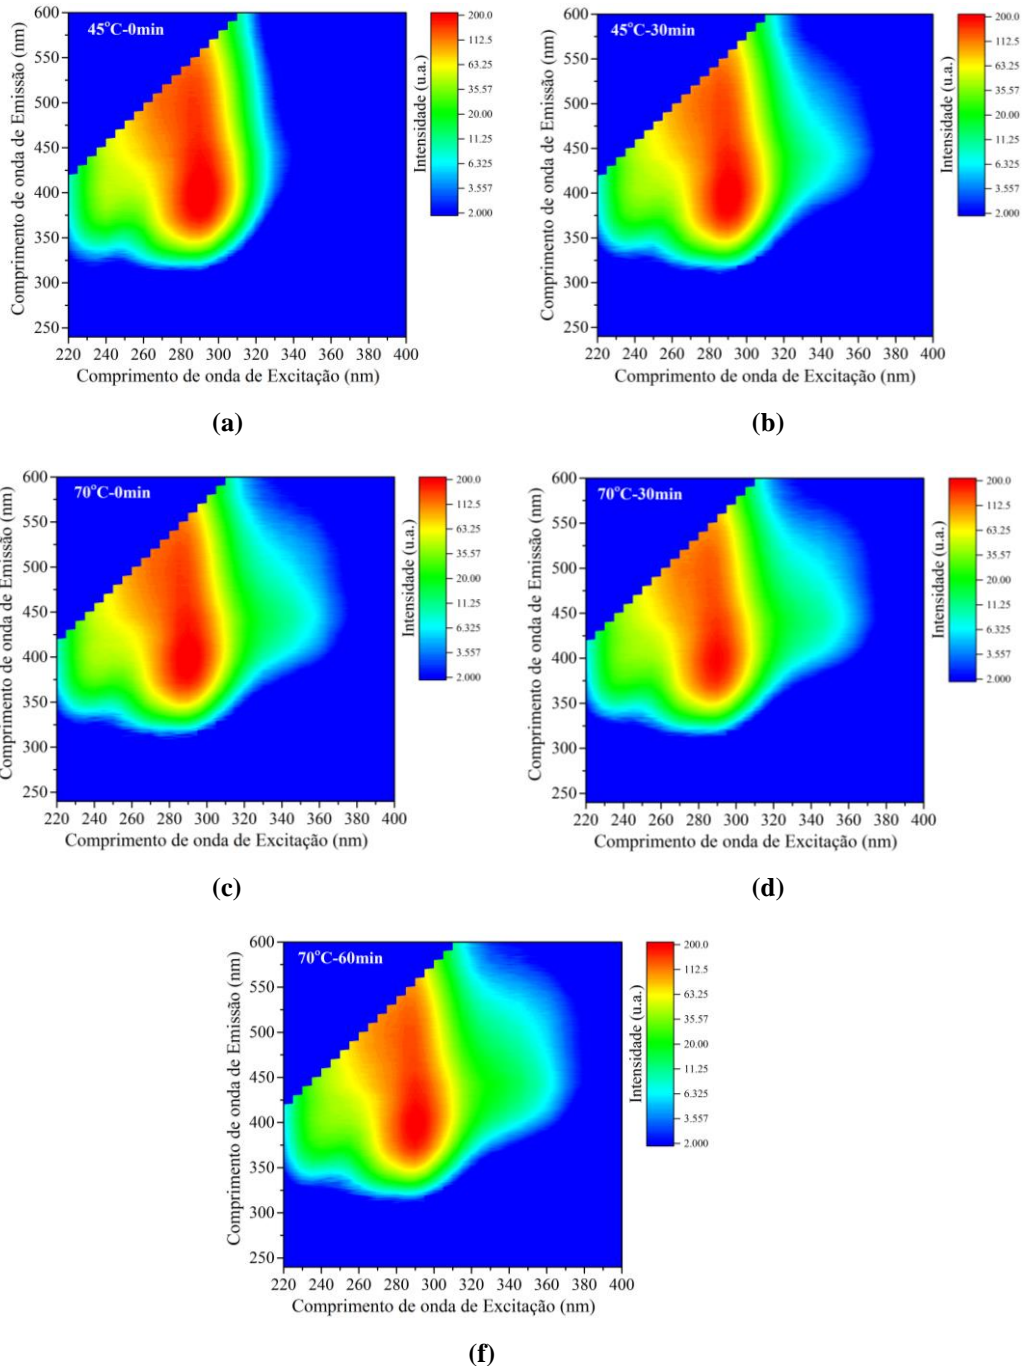 45°C-0min
Comprimento de onda de Emissão (nm)
600
550
500
450
400
350
300
250
220 240 260 280 300 320 340 360 380 400
Comprimento de onda de Excitação (nm)
Intensidade (u.a.)
200.0
112.5
63.25
35.57
20.00
11.25
6.325
3.557
2.000
(a)
45°C-30min
Comprimento de onda de Emissão (nm)
600
550
500
450
400
350
300
250
220 240 260 280 300 320 340 360 380 400
Comprimento de onda de Excitação (nm)
Intensidade (u.a.)
200.0
112.5
63.25
35.57
20.00
11.25
6.325
3.557
2.000
(b)
70°C-0min
Comprimento de onda de Emissão (nm)
600
550
500
450
400
350
300
250
220 240 260 280 300 320 340 360 380 400
Comprimento de onda de Excitação (nm)
Intensidade (u.a.)
200.0
112.5
63.25
35.57
20.00
11.25
6.325
3.557
2.000
(c)
70°C-30min
Comprimento de onda de Emissão (nm)
600
550
500
450
400
350
300
250
220 240 260 280 300 320 340 360 380 400
Comprimento de onda de Excitação (nm)
Intensidade (u.a.)
200.0
112.5
63.25
35.57
20.00
11.25
6.325
3.557
2.000
(d)
70°C-60min
Comprimento de onda de Emissão (nm)
600
550
500
450
400
350
300
250
220 240 260 280 300 320 340 360 380 400
Comprimento de onda de Excitação (nm)
Intensidade (u.a.)
200.0
112.5
63.25
35.57
20.00
11.25
6.325
3.557
2.000
(f)